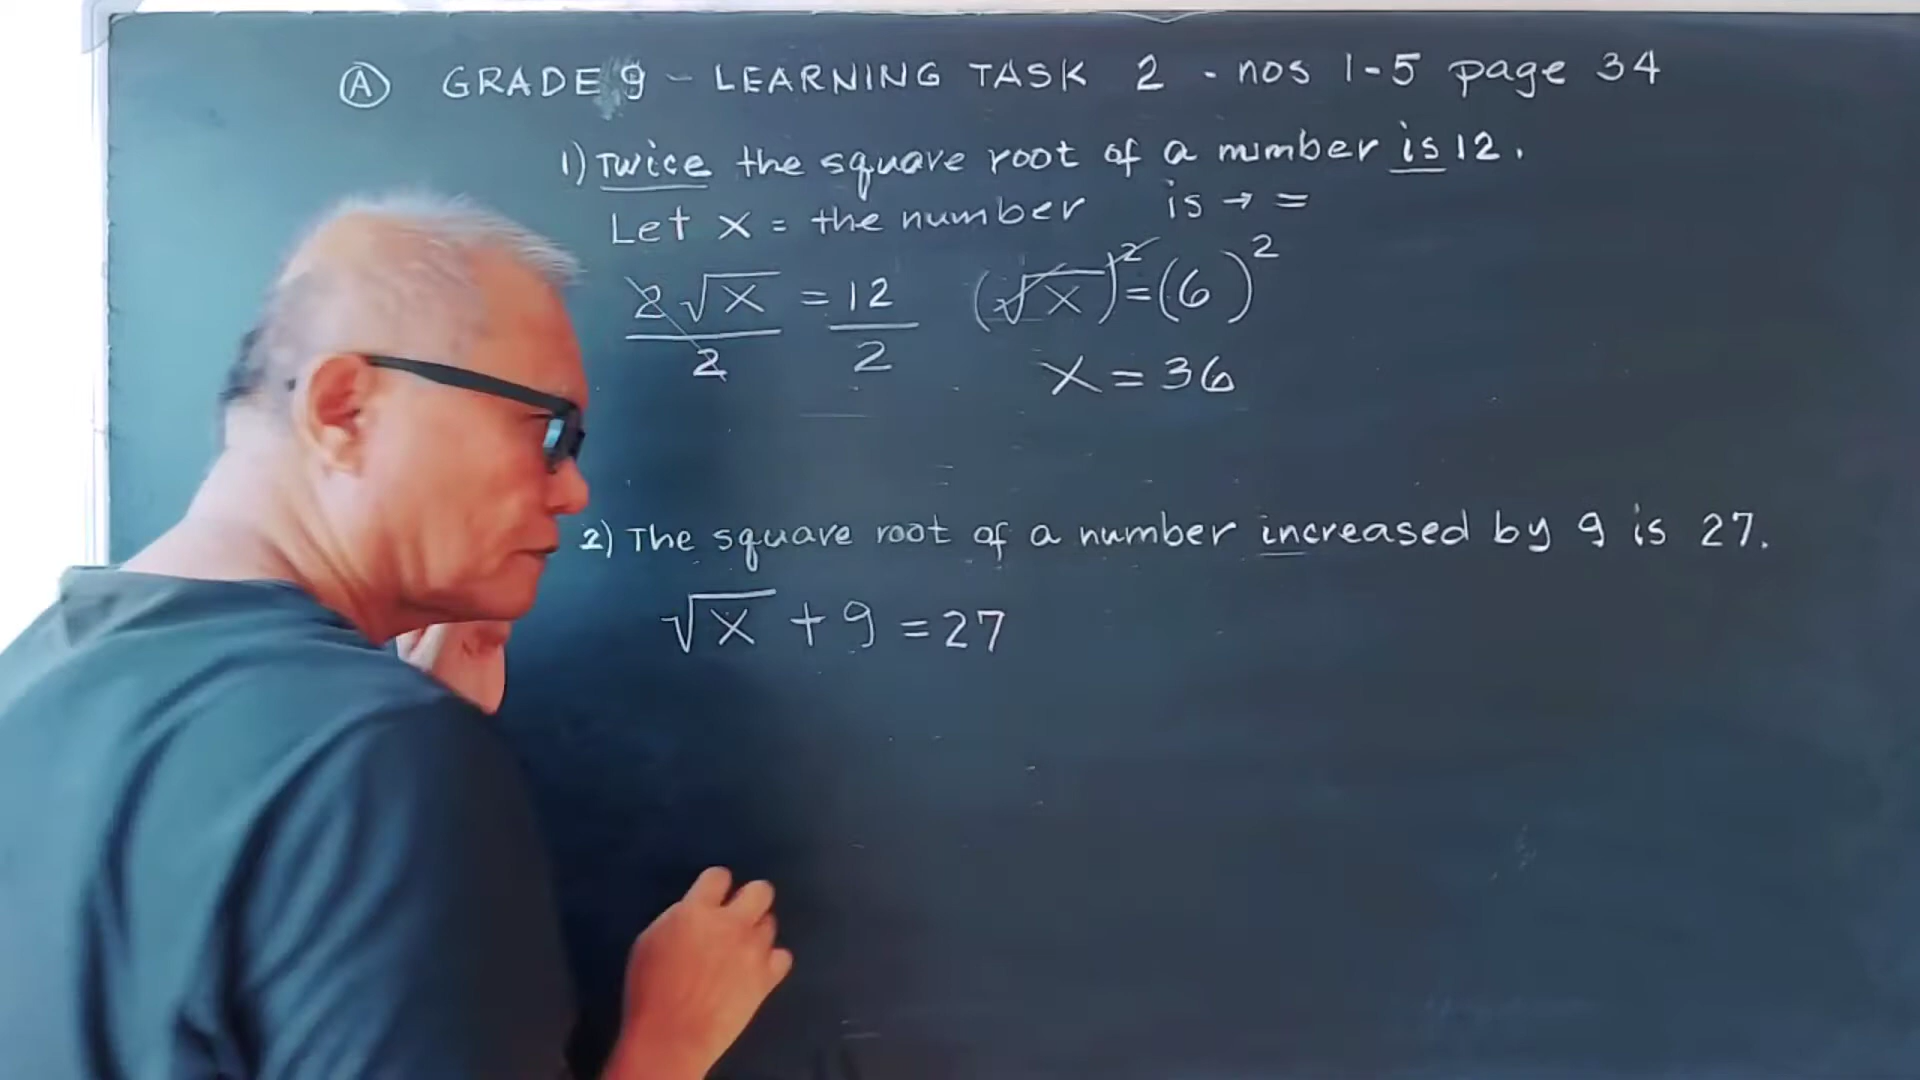 Ⓐ GRADE 9 - LEARNING TASK 2 - nos 1-5 page 34
1) Twice the square root of a number is 12.
Let x = the number is → =
2√x/2 = 12/2 (√x)² = (6)²
x = 36
2) The square root of a number increased by 9 is 27.
√x + 9 = 27